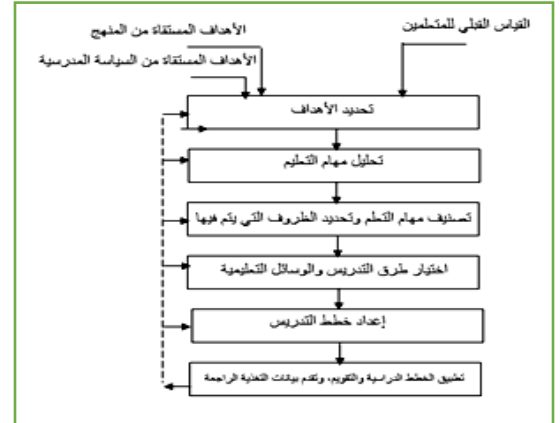 القياس القبلي للمتعلمين
الأهداف المستقاة من المنهج
الأهداف المستقاة من السياسة المدرسية
تحديد الأهداف
تحليل مهام التعليم
تصنيف مهام التعلم وتحديد الظروف التي يتم فيها
اختيار طرق التدريس والوسائل التعليمية
إعداد خطط التدريس
تطبيق الخطط الدراسية والتقويم، وتقدم بيانات التغذية الراجعة